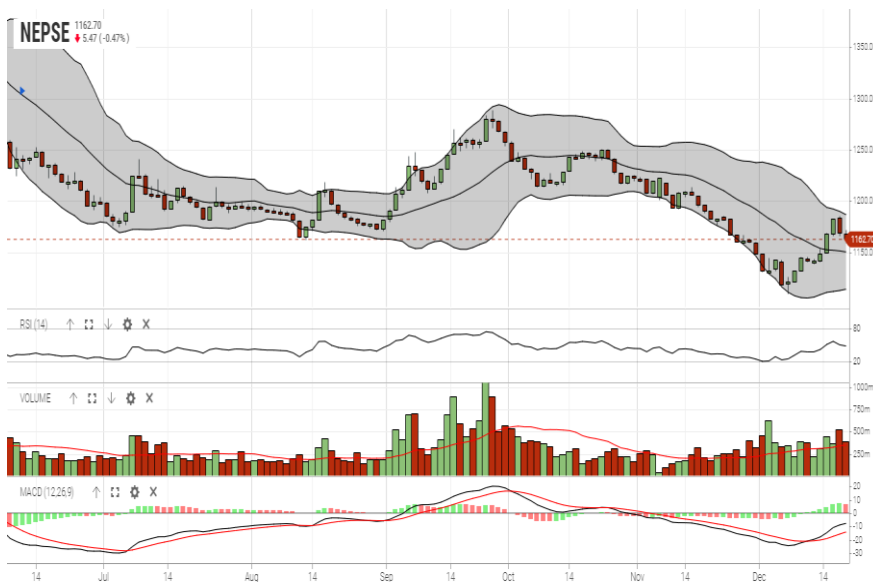 NEPSE 1162.70
5.47 (-0.47%)
1350.0
1300.0
1250.0
1200.0
1162.70
1150.0
RSI (14)
80
20
VOLUME
1000m
750m
500m
250m
MACD (12,26,9)
20
10
0
-10
-20
-30
14 Jul 14 Aug 14 Sep 14 Oct 14 Nov 14 Dec 14